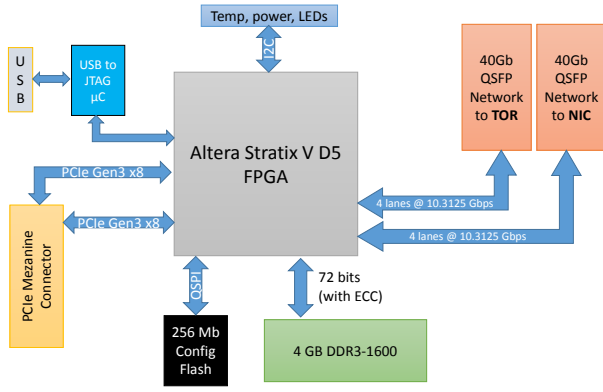 Temp, power, LEDs
I2C
U
S
B
USB to
JTAG
µC
40Gb
QSFP
Network
to TOR
40Gb
QSFP
Network
to NIC
Altera Stratix V D5
FPGA
PCIe Gen3 x8
PCIe Gen3 x8
4 lanes @ 10.3125 Gbps
4 lanes @ 10.3125 Gbps
PCIe Mezanine
Connector
QSPI
72 bits
(with ECC)
256 Mb
Config
Flash
4 GB DDR3-1600